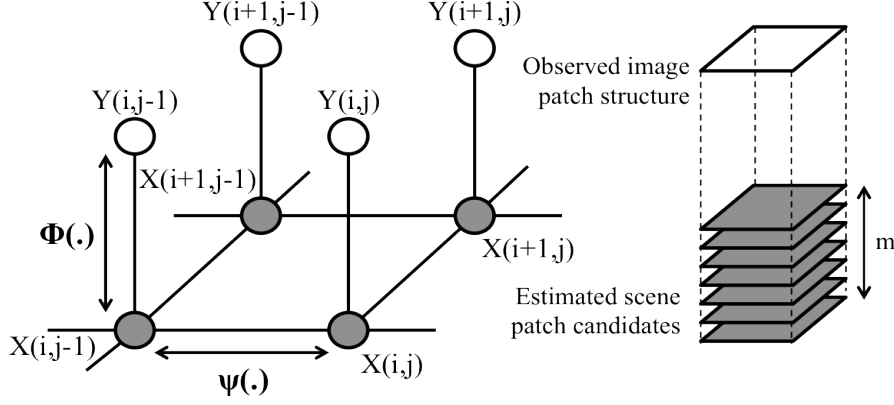 Y(i+1,j-1)
Y(i+1,j)
Y(i,j-1)
Y(i,j)
X(i+1,j-1)
Φ(.)
X(i+1,j)
X(i,j-1)
X(i,j)
ψ(.)
Observed image
patch structure
m
Estimated scene
patch candidates